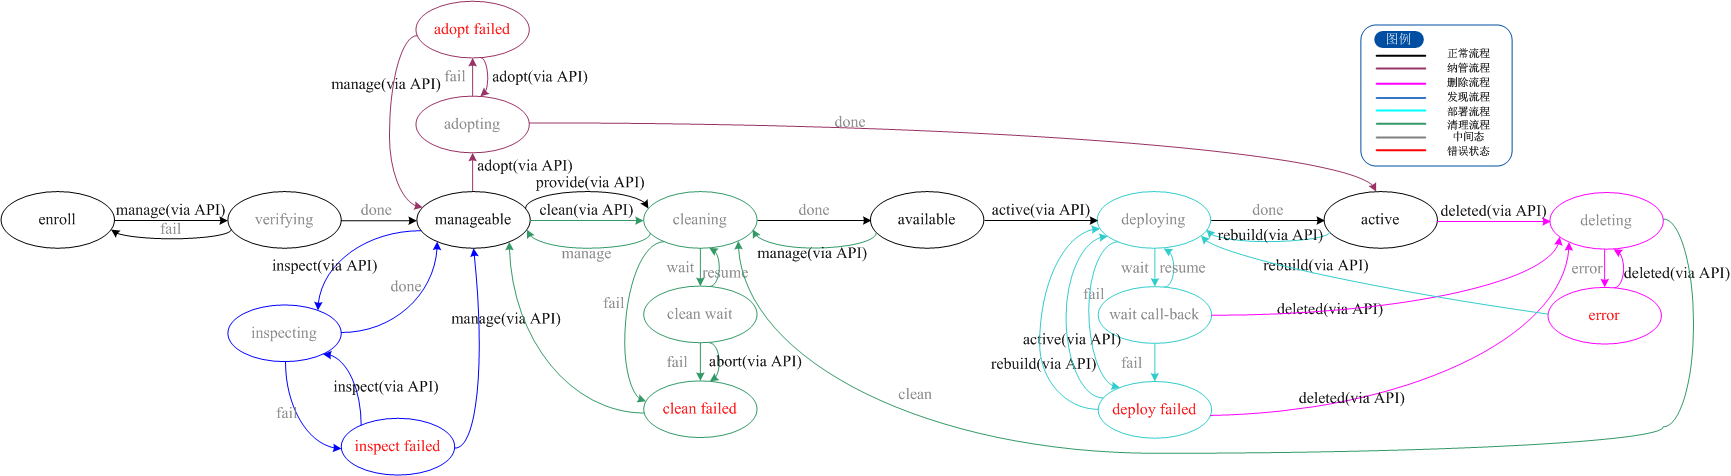 adopt failed
图例
正常流程
纳管流程
删除流程
发现流程
部署流程
清理流程
中间态
错误状态
manage(via API)
fail
adopt(via API)
adopting
done
adopt(via API)
enroll
manage(via API)
fail
verifying
done
manageable
provide(via API)
clean(via API)
manage
cleaning
done
available
manage(via API)
active(via API)
deploying
done
rebuild(via API)
active
deleted(via API)
deleting
inspect(via API)
done
wait
resume
wait
resume
rebuild(via API)
error
deleted(via API)
inspecting
manage(via API)
fail
clean wait
fail
wait call-back
deleted(via API)
error
fail
abort(via API)
active(via API)
rebuild(via API)
fail
inspect(via API)
fail
clean failed
clean
deploy failed
deleted(via API)
inspect failed